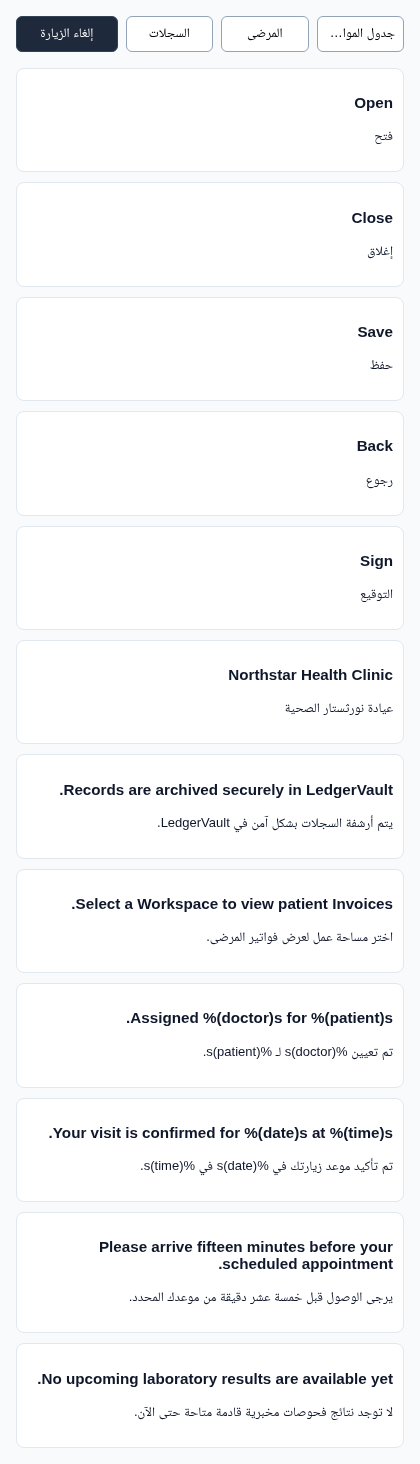 جدول الموا...
المرضى
السجلات
إلغاء الزيارة
Open
فتح
Close
إغلاق
Save
حفظ
Back
رجوع
Sign
التوقيع
Northstar Health Clinic
عيادة نورثستار الصحية
Records are archived securely in LedgerVault.
يتم أرشفة السجلات بشكل آمن في LedgerVault.
Select a Workspace to view patient Invoices.
اختر مساحة عمل لعرض فواتير المرضى.
Assigned %(doctor)s for %(patient)s.
تم تعيين %(doctor)s لـ %(patient)s.
Your visit is confirmed for %(date)s at %(time)s.
تم تأكيد موعد زيارتك في %(date)s في %(time)s.
Please arrive fifteen minutes before your
scheduled appointment.
يرجى الوصول قبل خمسة عشر دقيقة من موعدك المحدد.
No upcoming laboratory results are available yet.
لا توجد نتائج فحوصات مخبرية قادمة متاحة حتى الآن.